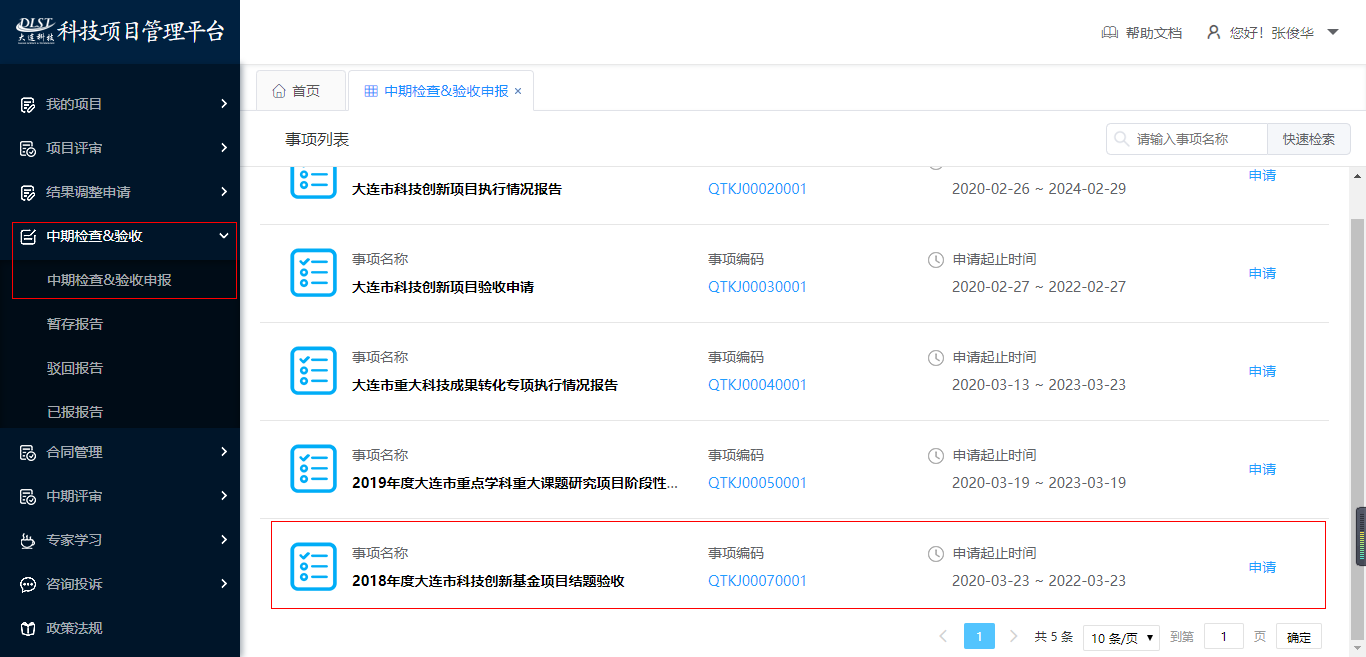 DLST
大连科技
科技项目管理平台
帮助文档
您好！张俊华
我的项目
项目评审
结果调整申请
中期检查&验收
中期检查&验收申报
暂存报告
驳回报告
已报报告
合同管理
中期评审
专家学习
咨询投诉
政策法规
首页
中期检查&验收申报 ×
事项列表
请输入事项名称
快速检索
大连市科技创新项目执行情况报告 QTKJ00020001 2020-02-26 ~ 2024-02-29 申请
事项名称 事项编码 申请起止时间
大连市科技创新项目验收申请 QTKJ00030001 2020-02-27 ~ 2022-02-27 申请
事项名称 事项编码 申请起止时间
大连市重大科技成果转化专项执行情况报告 QTKJ00040001 2020-03-13 ~ 2023-03-23 申请
事项名称 事项编码 申请起止时间
2019年度大连市重点学科重大课题研究项目阶段性... QTKJ00050001 2020-03-19 ~ 2023-03-19 申请
事项名称 事项编码 申请起止时间
2018年度大连市科技创新基金项目结题验收 QTKJ00070001 2020-03-23 ~ 2022-03-23 申请
1 共 5 条 10 条/页 到第 1 页 确定